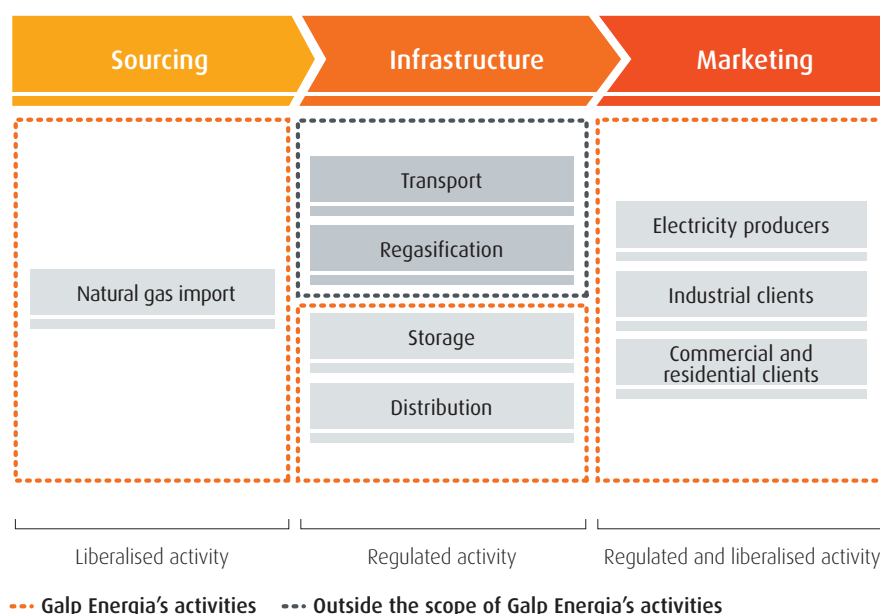 Sourcing
Infrastructure
Marketing
Natural gas import
Transport
Regasification
Storage
Distribution
Electricity producers
Industrial clients
Commercial and
residential clients
Liberalised activity
Regulated activity
Regulated and liberalised activity
Galp Energia's activities
Outside the scope of Galp Energia's activities